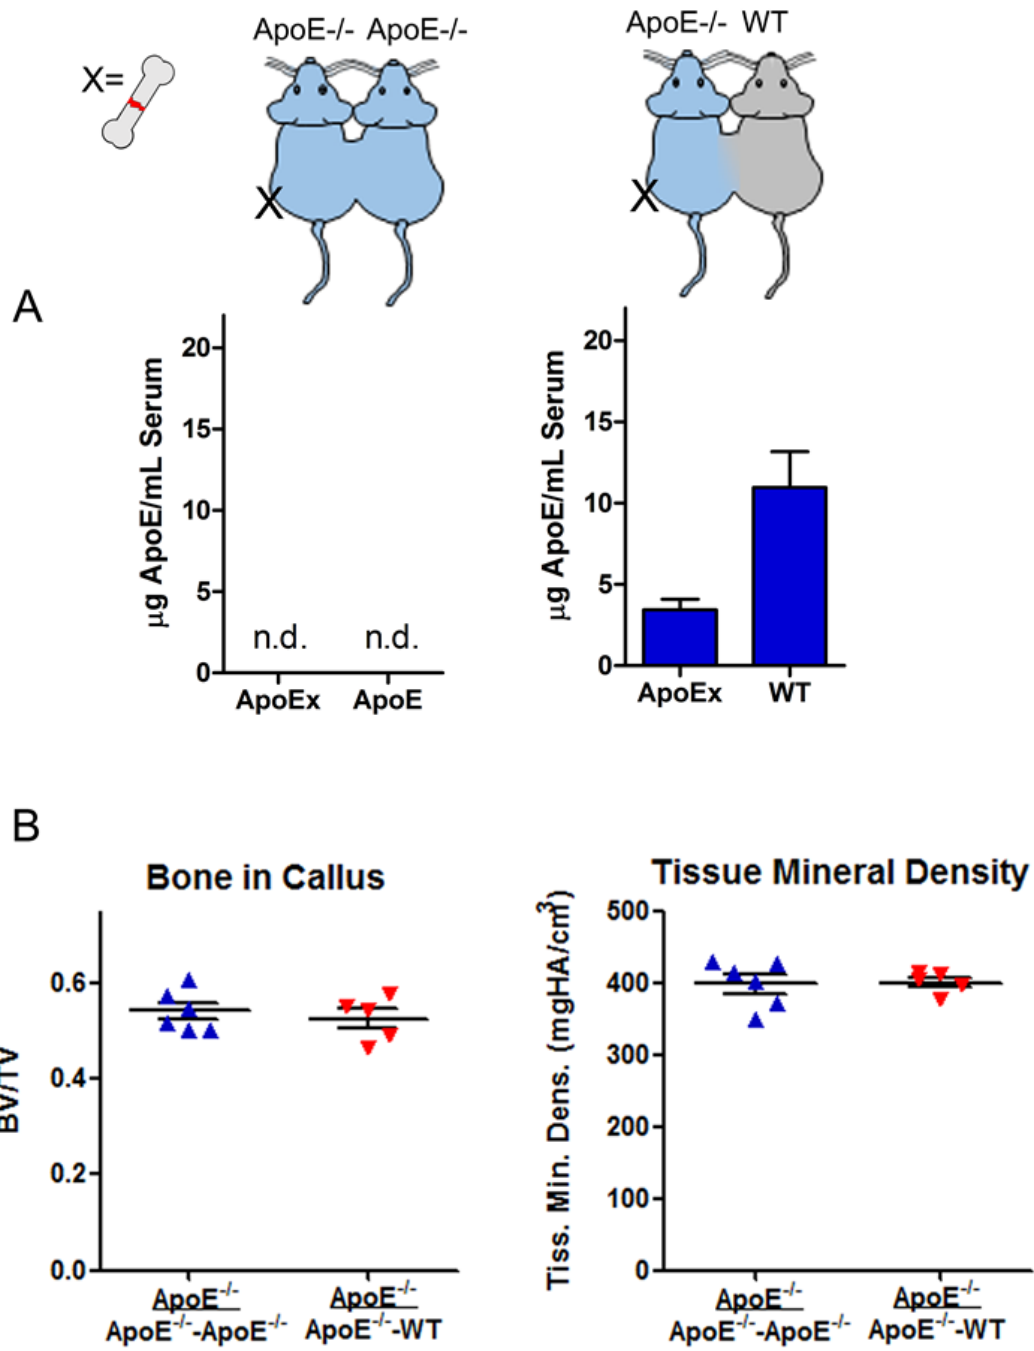 ApoE-/- ApoE-/-
ApoE-/- WT
X=
X
X
A
μg ApoE/mL Serum
20
15
10
5
0
n.d.
n.d.
ApoEx
ApoE
μg ApoE/mL Serum
20
15
10
5
0
ApoEx
WT
B
Bone in Callus
BV/TV
0.6
0.4
0.2
0.0
ApoE-/-
ApoE-/--ApoE-/-
ApoE-/-
ApoE-/--WT
Tissue Mineral Density
Tiss. Min. Dens. (mgHA/cm3)
500
400
300
200
100
0
ApoE-/-
ApoE-/--ApoE-/-
ApoE-/-
ApoE-/--WT